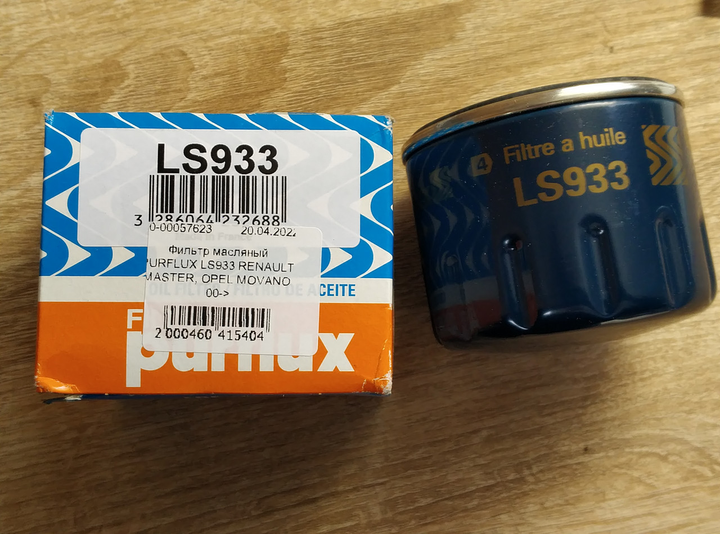 LS933
3 286064 232688
0-00057623 20.04.2022
Фильтр масляный
PURFLUX LS933 RENAULT
MASTER, OPEL MOVANO
00->
ACEITE
2 000460 415404
purflux
4 Filtre a huile
LS933